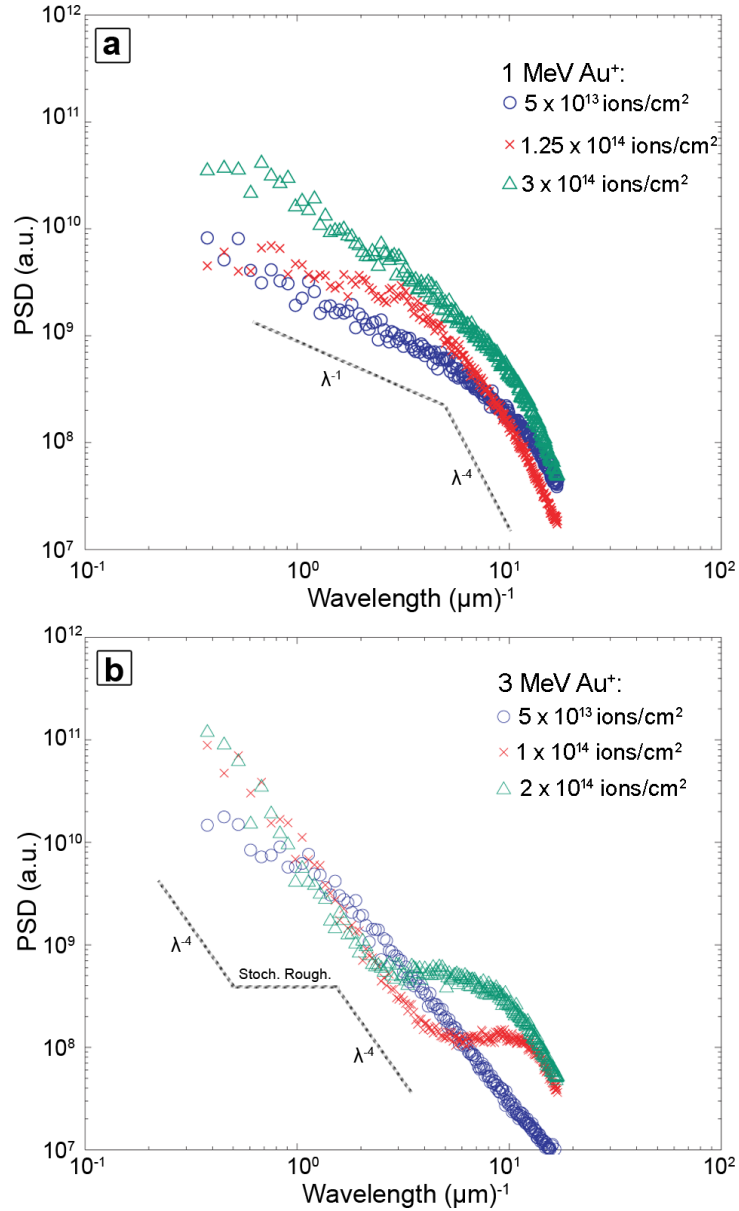 10¹²
a
1 MeV Au⁺:
5 x 10¹³ ions/cm²
1.25 x 10¹⁴ ions/cm²
3 x 10¹⁴ ions/cm²
10¹¹
10¹⁰
PSD (a.u.)
10⁹
λ⁻¹
10⁸
λ⁻⁴
10⁷
10⁻¹ 10⁰ 10¹ 10²
Wavelength (µm)⁻¹
10¹²
b
3 MeV Au⁺:
5 x 10¹³ ions/cm²
1 x 10¹⁴ ions/cm²
2 x 10¹⁴ ions/cm²
10¹¹
10¹⁰
PSD (a.u.)
λ⁻⁴
Stoch. Rough.
10⁹
λ⁻⁴
10⁸
10⁷
10⁻¹ 10⁰ 10¹ 10²
Wavelength (µm)⁻¹